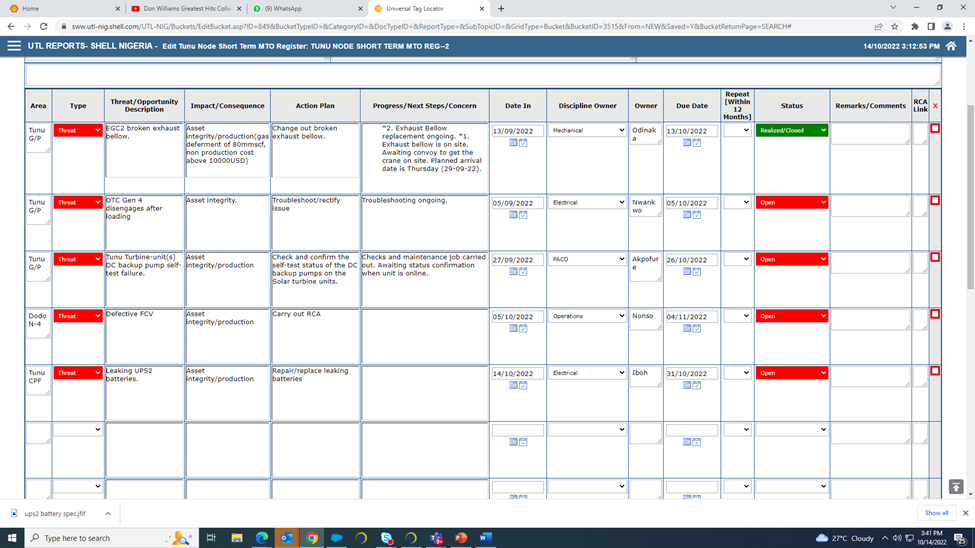 Home
Don Williams Greatest Hits Collec
(9) WhatsApp
Universal Tag Locator
www.utl-nig.shell.com/UTL-NIG/Buckets/EditBucket.asp?ID=849&BucketTypeID=&CategoryID=&DocTypeID=&ReportType=&SubTopicID=&GridType=Bucket&BucketID=3515&From=NEW&Saved=Y&BucketReturnPage=SEARCH#
UTL REPORTS- SHELL NIGERIA - Edit Tunu Node Short Term MTO Register: TUNU NODE SHORT TERM MTO REG--2
14/10/2022 3:12:53 PM
Area Type Threat/Opportunity Description Impact/Consequence Action Plan Progress/Next Steps/Concern Date In Discipline Owner Owner Due Date Repeat [Within 12 Months] Status Remarks/Comments RCA Link X
Tunu G/P Threat EGC2 broken exhaust bellow. Asset integrity/production(gas deferment of 80mmscf, non production cost above 10000USD) Change out broken exhaust bellow. "2. Exhaust Bellow replacement ongoing. "1. Exhaust bellow is on site. Awaiting convoy to get the crane on site. Planned arrival date is Thursday (29-09-22). 13/09/2022 Mechanical Odinaka 13/10/2022 Realized/Closed
Tunu G/P Threat OTC Gen 4 disengages after loading Asset integrity. Troubleshoot/rectify issue Troubleshooting ongoing. 05/09/2022 Electrical Nwankwo 05/10/2022 Open
Tunu G/P Threat Tunu Turbine-unit(s) DC backup pump self-test failure. Asset integrity/production Check and confirm the self-test status of the DC backup pumps on the Solar turbine units. Checks and maintenance job carried out. Awaiting status confirmation when unit is online. 27/09/2022 PACO Akpofure 26/10/2022 Open
Dodo N-4 Threat Defective FCV Asset integrity/production Carry out RCA 05/10/2022 Operations Nonso 04/11/2022 Open
Tunu CPF Threat Leaking UPS2 batteries. Asset integrity/production Repair/replace leaking batteries 14/10/2022 Electrical Iboh 31/10/2022 Open
ups2 battery spec.jfif
Show all
Type here to search
27°C Cloudy
3:41 PM
10/14/2022